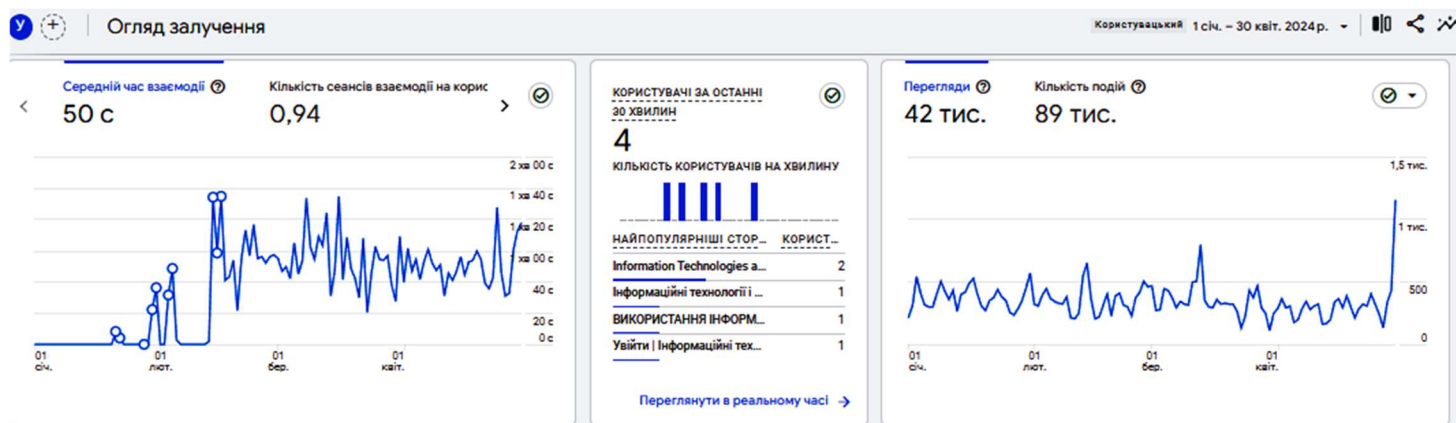 У
Огляд залучення
Користувацький 1 січ. – 30 квіт. 2024 р.
Середній час взаємодії
50 с
Кількість сеансів взаємодії на корис
0,94
2 хв 00 с
1 хв 40 с
1 хв 20 с
1 хв 00 с
40 с
20 с
0 с
01 січ.
01 лют.
01 бер.
01 квіт.
КОРИСТУВАЧІ ЗА ОСТАННІ
30 ХВИЛИН
4
КІЛЬКІСТЬ КОРИСТУВАЧІВ НА ХВИЛИНУ
НАЙПОПУЛЯРНІШІ СТОР... КОРИСТ...
Information Technologies a... 2
Інформаційні технології і ... 1
ВИКОРИСТАННЯ ІНФОРМ... 1
Увійти | Інформаційні тех... 1
Переглянути в реальному часі
Перегляди
42 тис.
Кількість подій
89 тис.
1,5 тис.
1 тис.
500
0
01 січ.
01 лют.
01 бер.
01 квіт.